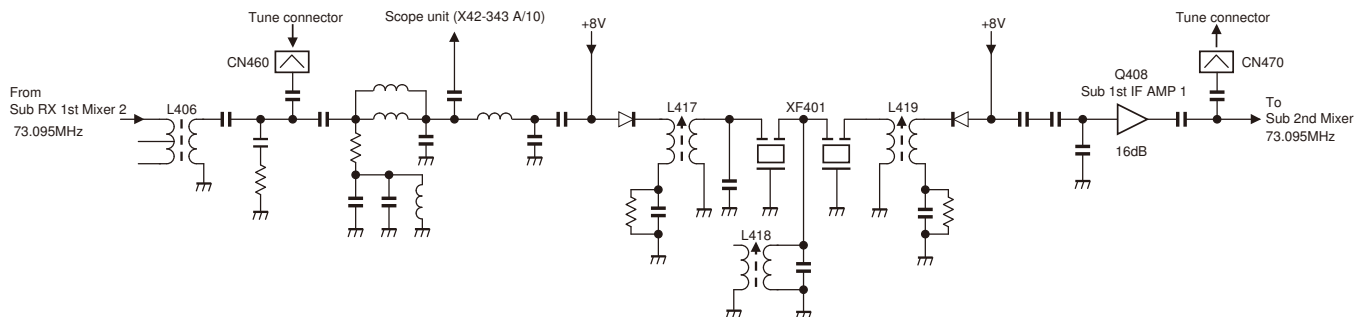 Tune connector
Scope unit (X42-343 A/10)
+8V
+8V
Tune connector
CN460
CN470
From
Sub RX 1st Mixer 2
73.095MHz
L406
L417
XF401
L419
Q408
Sub 1st IF AMP 1
16dB
To
Sub 2nd Mixer
73.095MHz
L418